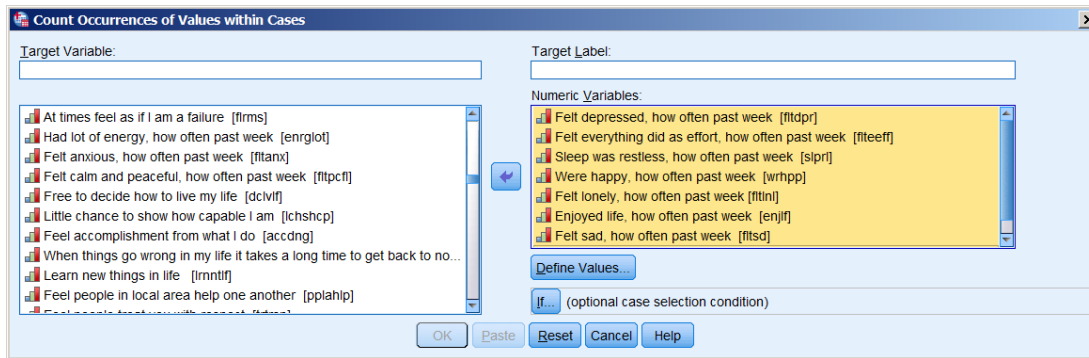 Count Occurrences of Values within Cases
Target Variable:
Target Label:
At times feel as if I am a failure [flrms]
Had lot of energy, how often past week [enrglot]
Felt anxious, how often past week [fltanx]
Felt calm and peaceful, how often past week [fltpcfl]
Free to decide how to live my life [dclvlf]
Little chance to show how capable I am [lchshcp]
Feel accomplishment from what I do [accdng]
When things go wrong in my life it takes a long time to get back to no...
Learn new things in life [lrnntlf]
Feel people in local area help one another [pplahlp]
Feel people treat you with respect [trtrsp]
Numeric Variables:
Felt depressed, how often past week [fltdpr]
Felt everything did as effort, how often past week [flteeff]
Sleep was restless, how often past week [slprl]
Were happy, how often past week [wrhpp]
Felt lonely, how often past week [fltlnl]
Enjoyed life, how often past week [enjlf]
Felt sad, how often past week [fltsd]
Define Values...
If... (optional case selection condition)
OK Paste Reset Cancel Help